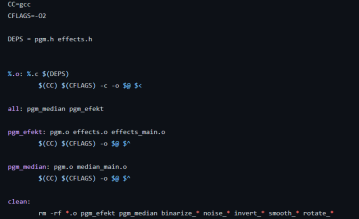 CC=gcc
CFLAGS=-O2
DEPS = pgm.h effects.h
%.o: %.c $(DEPS)
$(CC) $(CFLAGS) -c -o $@ $<
all: pgm_median pgm_efekt
pgm_efekt: pgm.o effects.o effects_main.o
$(CC) $(CFLAGS) -o $@ $^
pgm_median: pgm.o median_main.o
$(CC) $(CFLAGS) -o $@ $^
clean:
rm -rf *.o pgm_efekt pgm_median binarize_* noise_* invert_* smooth_* rotate_*